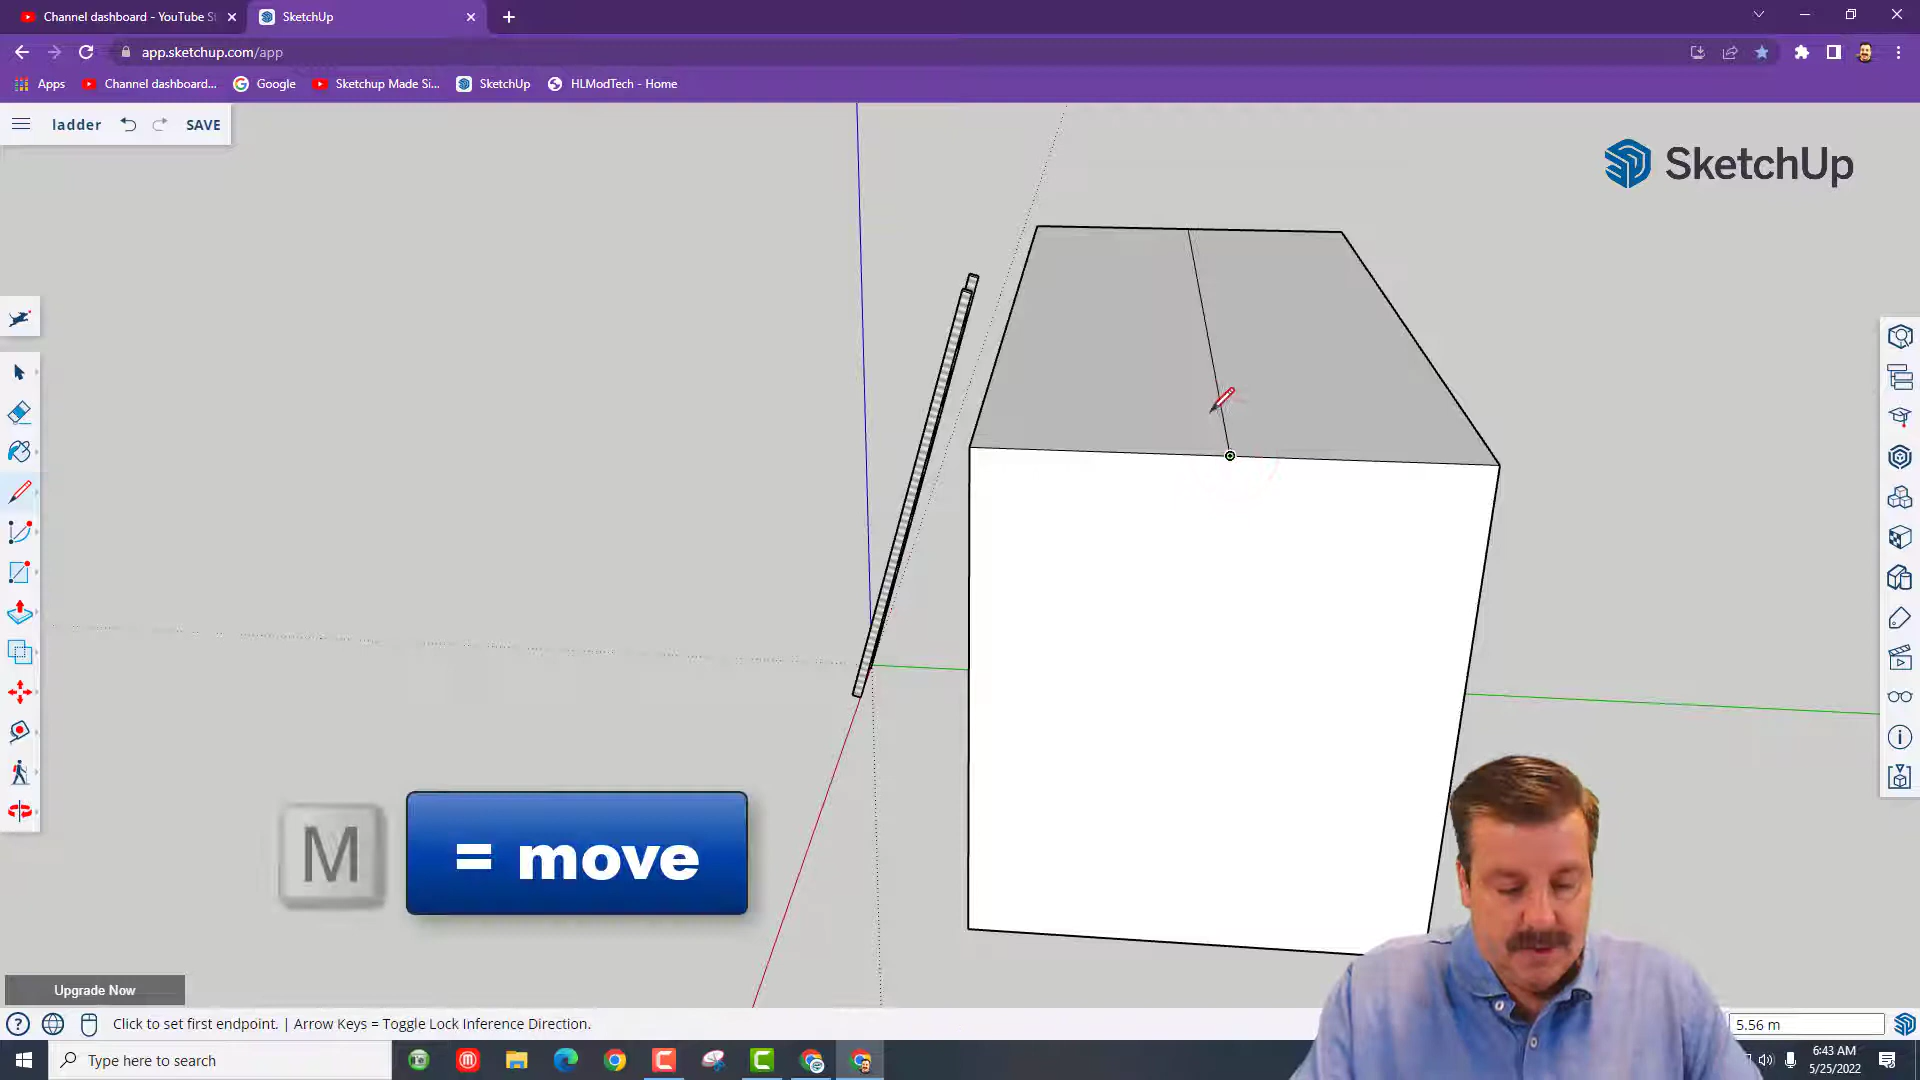 Channel dashboard - YouTube S
SketchUp
app.sketchup.com/app
Apps
Channel dashboard...
Google
Sketchup Made Si...
SketchUp
HLModTech - Home
ladder
SAVE
SketchUp
M
= move
Upgrade Now
Click to set first endpoint. | Arrow Keys = Toggle Lock Inference Direction.
5.56 m
Type here to search
6:43 AM
5/25/2022